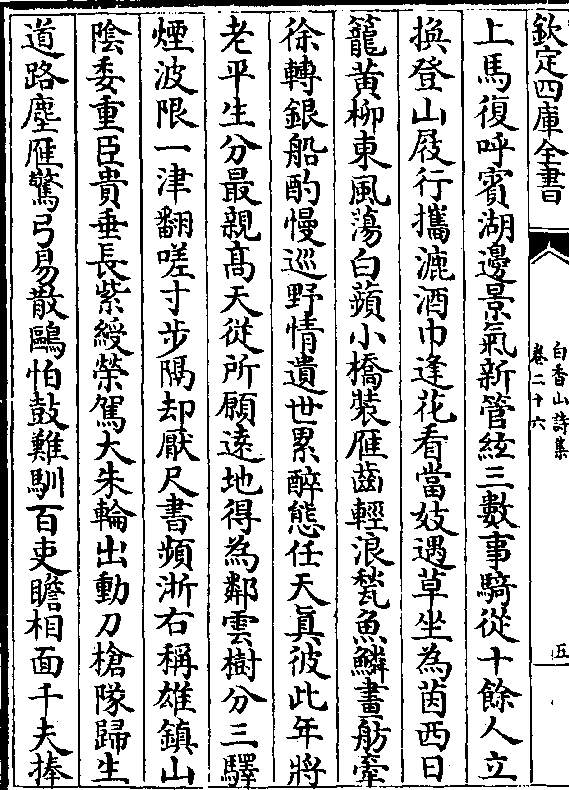 欽定四庫全書
白香山詩集
卷二十六
五
上馬復呼賓湖邊景氣新管絃三數事騎從十餘人立
換登山屐行攜漉酒巾逢花看當妓遇草坐為茵西日
籠黃柳東風蕩白蘋小橋裝雁齒輕浪甃魚鱗畫舫牽
徐轉銀船酌慢巡野情遺世累醉態任天真彼此年將
老平生分最親高天從所願逺地得為鄰雲樹分三驛
煙波限一津翻嗟寸步隔却厭尺書頻浙右稱雄鎮山
陰委重臣貴垂長紫綬榮駕大朱輪出動刀槍隊歸生
道路塵雁驚弓易散鷗怕鼓難馴百吏瞻相面千夫捧